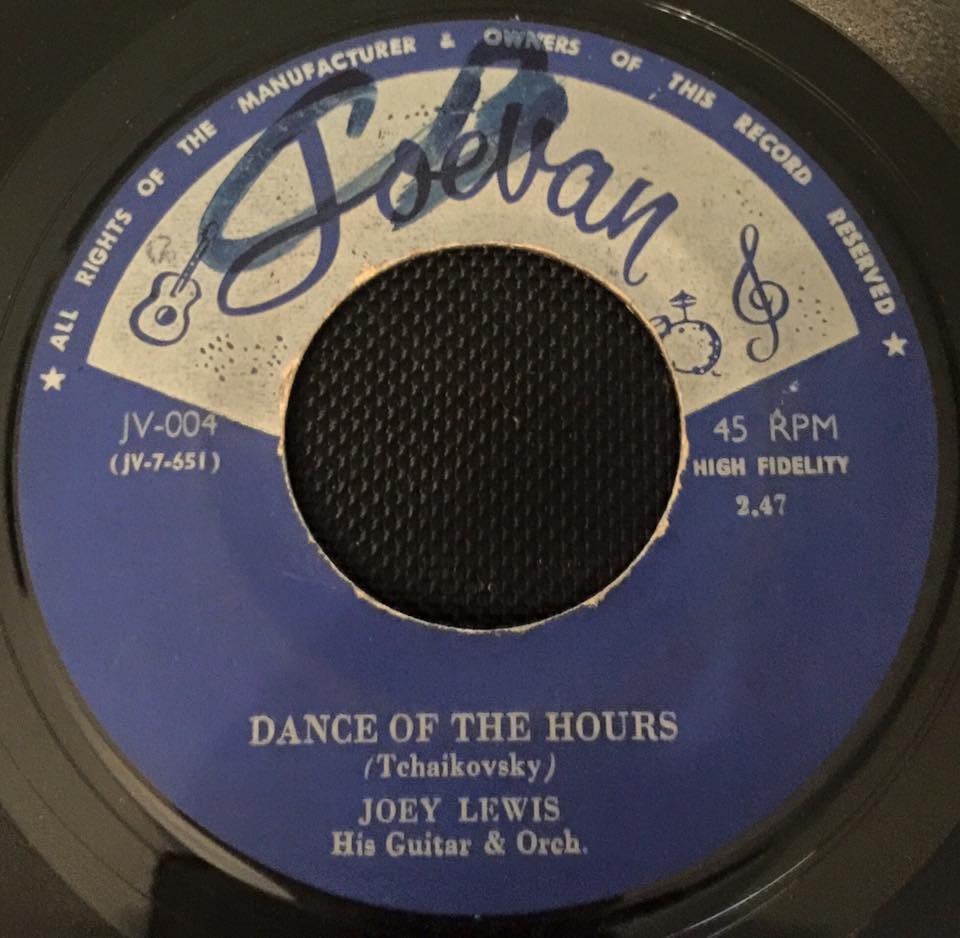 ALL RIGHTS OF THE MANUFACTURER & OWNERS OF THIS RECORD RESERVED
Joevan
JV-004
(JV-7-651)
45 RPM
HIGH FIDELITY
2.47
DANCE OF THE HOURS
(Tchaikovsky)
JOEY LEWIS
His Guitar & Orch.